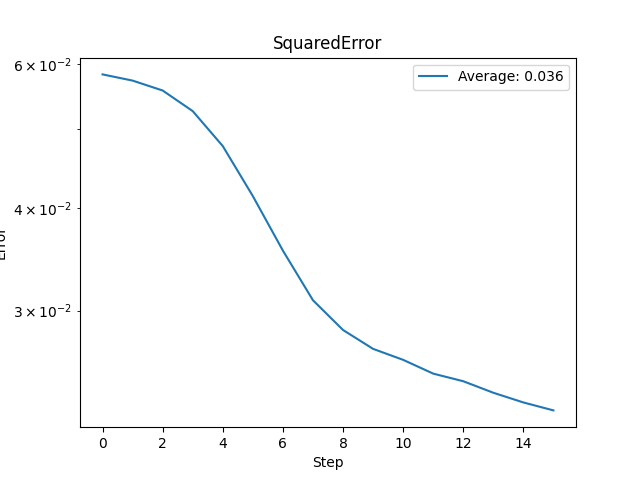 SquaredError
6 × 10⁻²
4 × 10⁻²
3 × 10⁻²
Error
Average: 0.036
0 2 4 6 8 10 12 14
Step